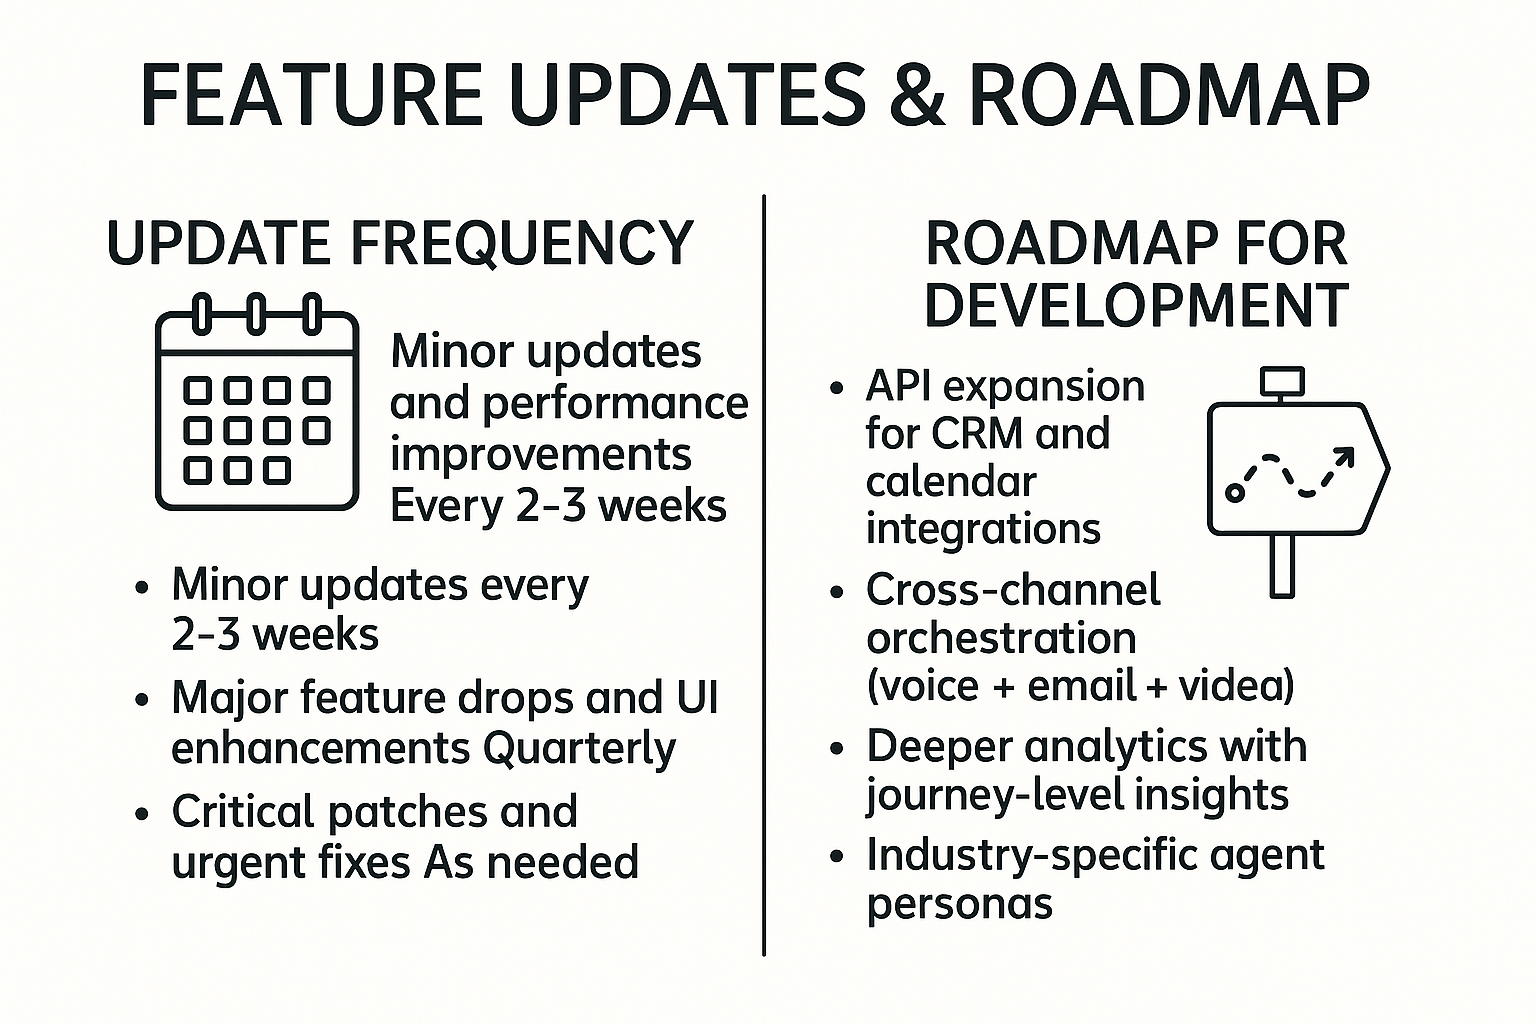 FEATURE UPDATES & ROADMAP
UPDATE FREQUENCY
Minor updates
and performance
improvements
Every 2-3 weeks
• Minor updates every
2-3 weeks
• Major feature drops and UI
enhancements Quarterly
• Critical patches and
urgent fixes As needed
ROADMAP FOR
DEVELOPMENT
• API expansion
for CRM and
calendar
integrations
• Cross-channel
orchestration
(voice + email + videa)
• Deeper analytics with
journey-level insights
• Industry-specific agent
personas